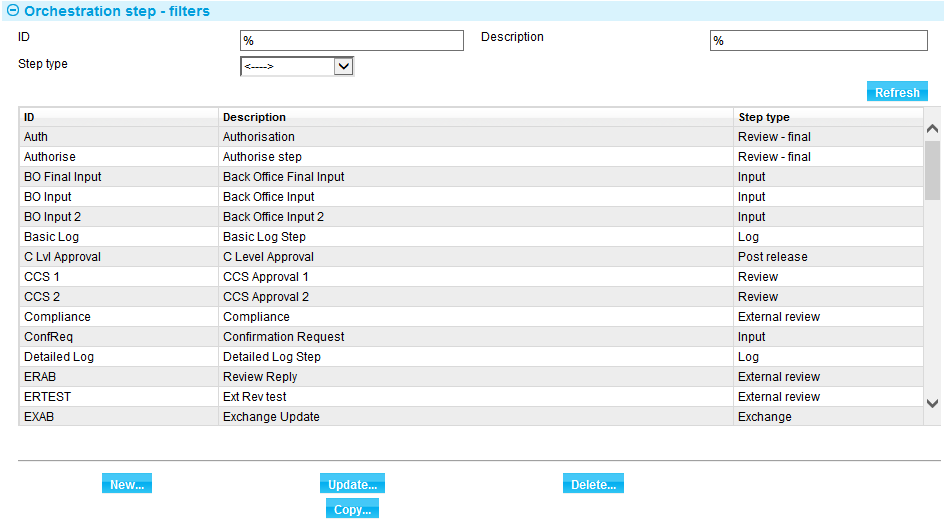 Orchestration step - filters
ID % Description %
Step type <---->
Refresh
ID Description Step type
Auth Authorisation Review - final
Authorise Authorise step Review - final
BO Final Input Back Office Final Input Input
BO Input Back Office Input Input
BO Input 2 Back Office Input 2 Input
Basic Log Basic Log Step Log
C Lvl Approval C Level Approval Post release
CCS 1 CCS Approval 1 Review
CCS 2 CCS Approval 2 Review
Compliance Compliance External review
ConfReq Confirmation Request Input
Detailed Log Detailed Log Step Log
ERAB Review Reply External review
ERTEST Ext Rev test External review
EXAB Exchange Update Exchange
New... Update... Delete...
Copy...